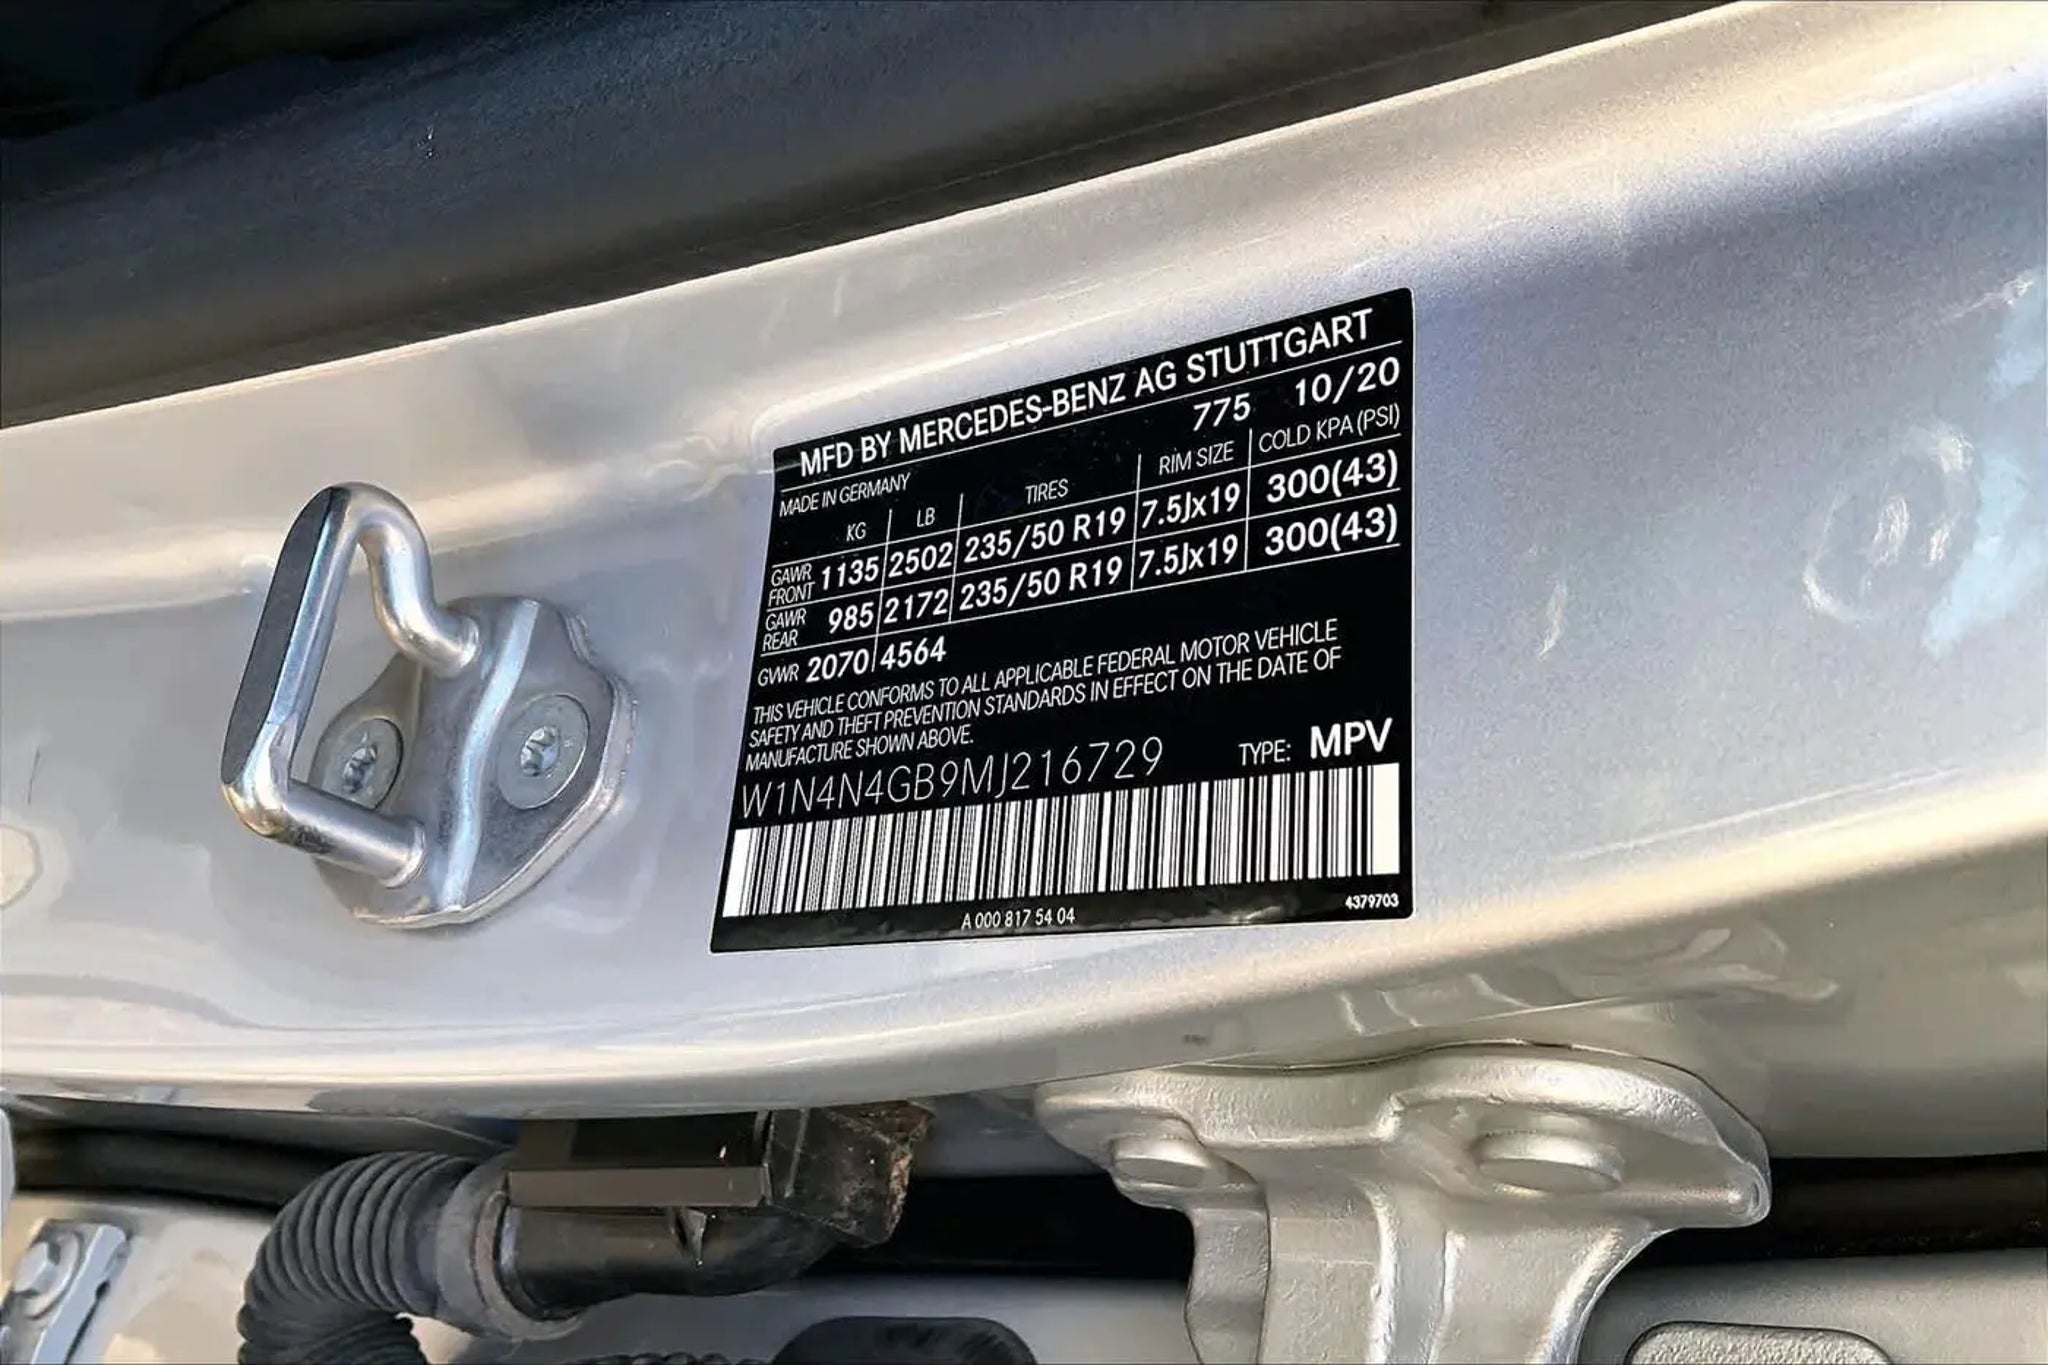 MFD BY MERCEDES-BENZ AG STUTTGART
MADE IN GERMANY 775 10/20
KG LB TIRES RIM SIZE COLD KPA (PSI)
GAWR FRONT 1135 2502 235/50 R19 7.5Jx19 300(43)
GAWR REAR 985 2172 235/50 R19 7.5Jx19 300(43)
GVWR 2070 4564
THIS VEHICLE CONFORMS TO ALL APPLICABLE FEDERAL MOTOR VEHICLE
SAFETY AND THEFT PREVENTION STANDARDS IN EFFECT ON THE DATE OF
MANUFACTURE SHOWN ABOVE.
W1N4N4GB9MJ216729 TYPE: MPV
A 000 817 54 04 4379703